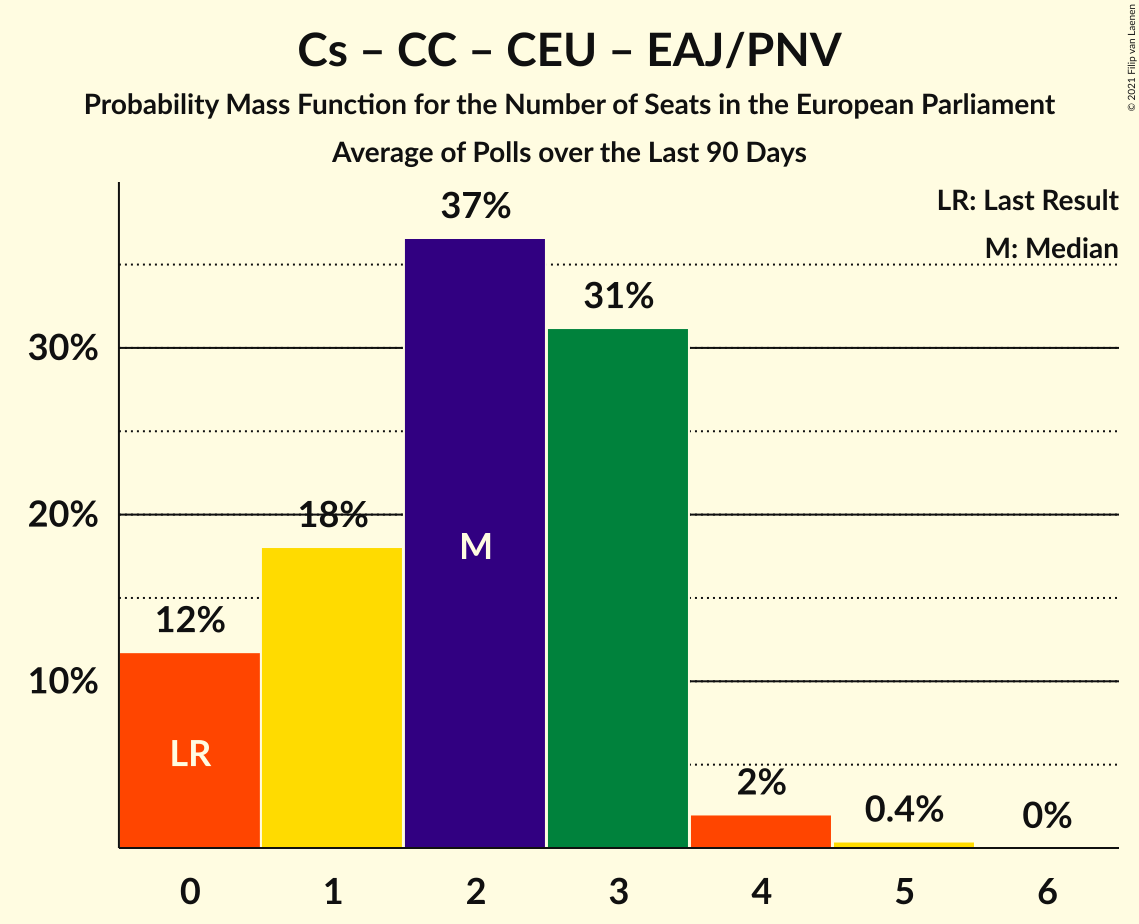 Cs – CC – CEU – EAJ/PNV
Probability Mass Function for the Number of Seats in the European Parliament
Average of Polls over the Last 90 Days
© 2021 Filip van Laenen
LR: Last Result
M: Median
37%
31%
30%
20%
18%
M
12%
10%
LR
2%
0.4%
0%
0 1 2 3 4 5 6